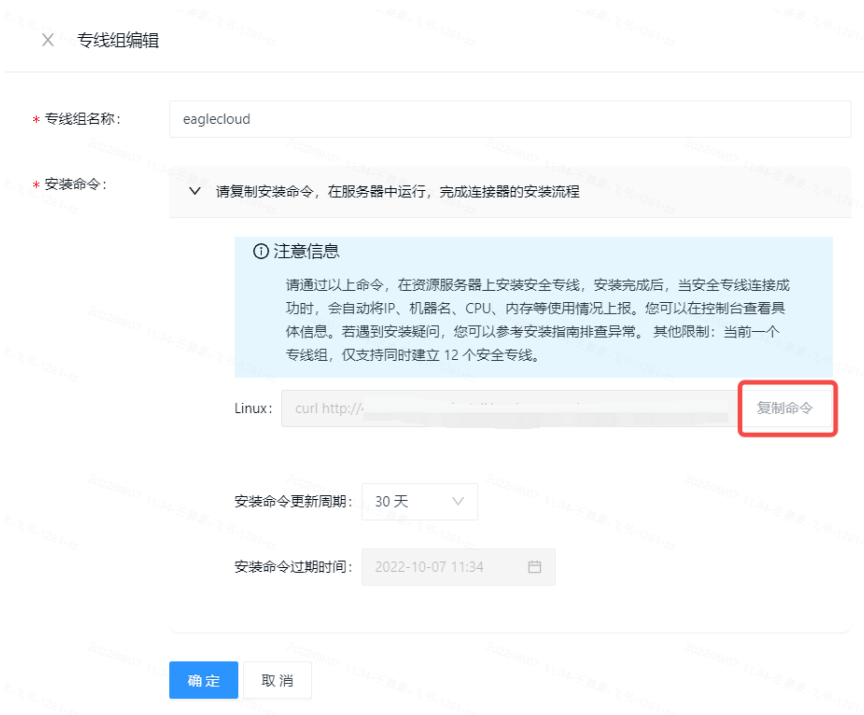 专线组编辑
* 专线组名称: eaglecloud
* 安装命令: 请复制安装命令，在服务器中运行，完成连接器的安装流程
注意信息
请通过以上命令，在资源服务器上安装安全专线，安装完成后，当安全专线连接成
功时，会自动将IP、机器名、CPU、内存等使用情况上报。您可以在控制台查看具
体信息。若遇到安装疑问，您可以参考安装指南排查异常。 其他限制：当前一个
专线组，仅支持同时建立 12 个安全专线。
Linux: curl http:// 复制命令
安装命令更新周期: 30 天
安装命令过期时间: 2022-10-07 11:34
确 定 取 消